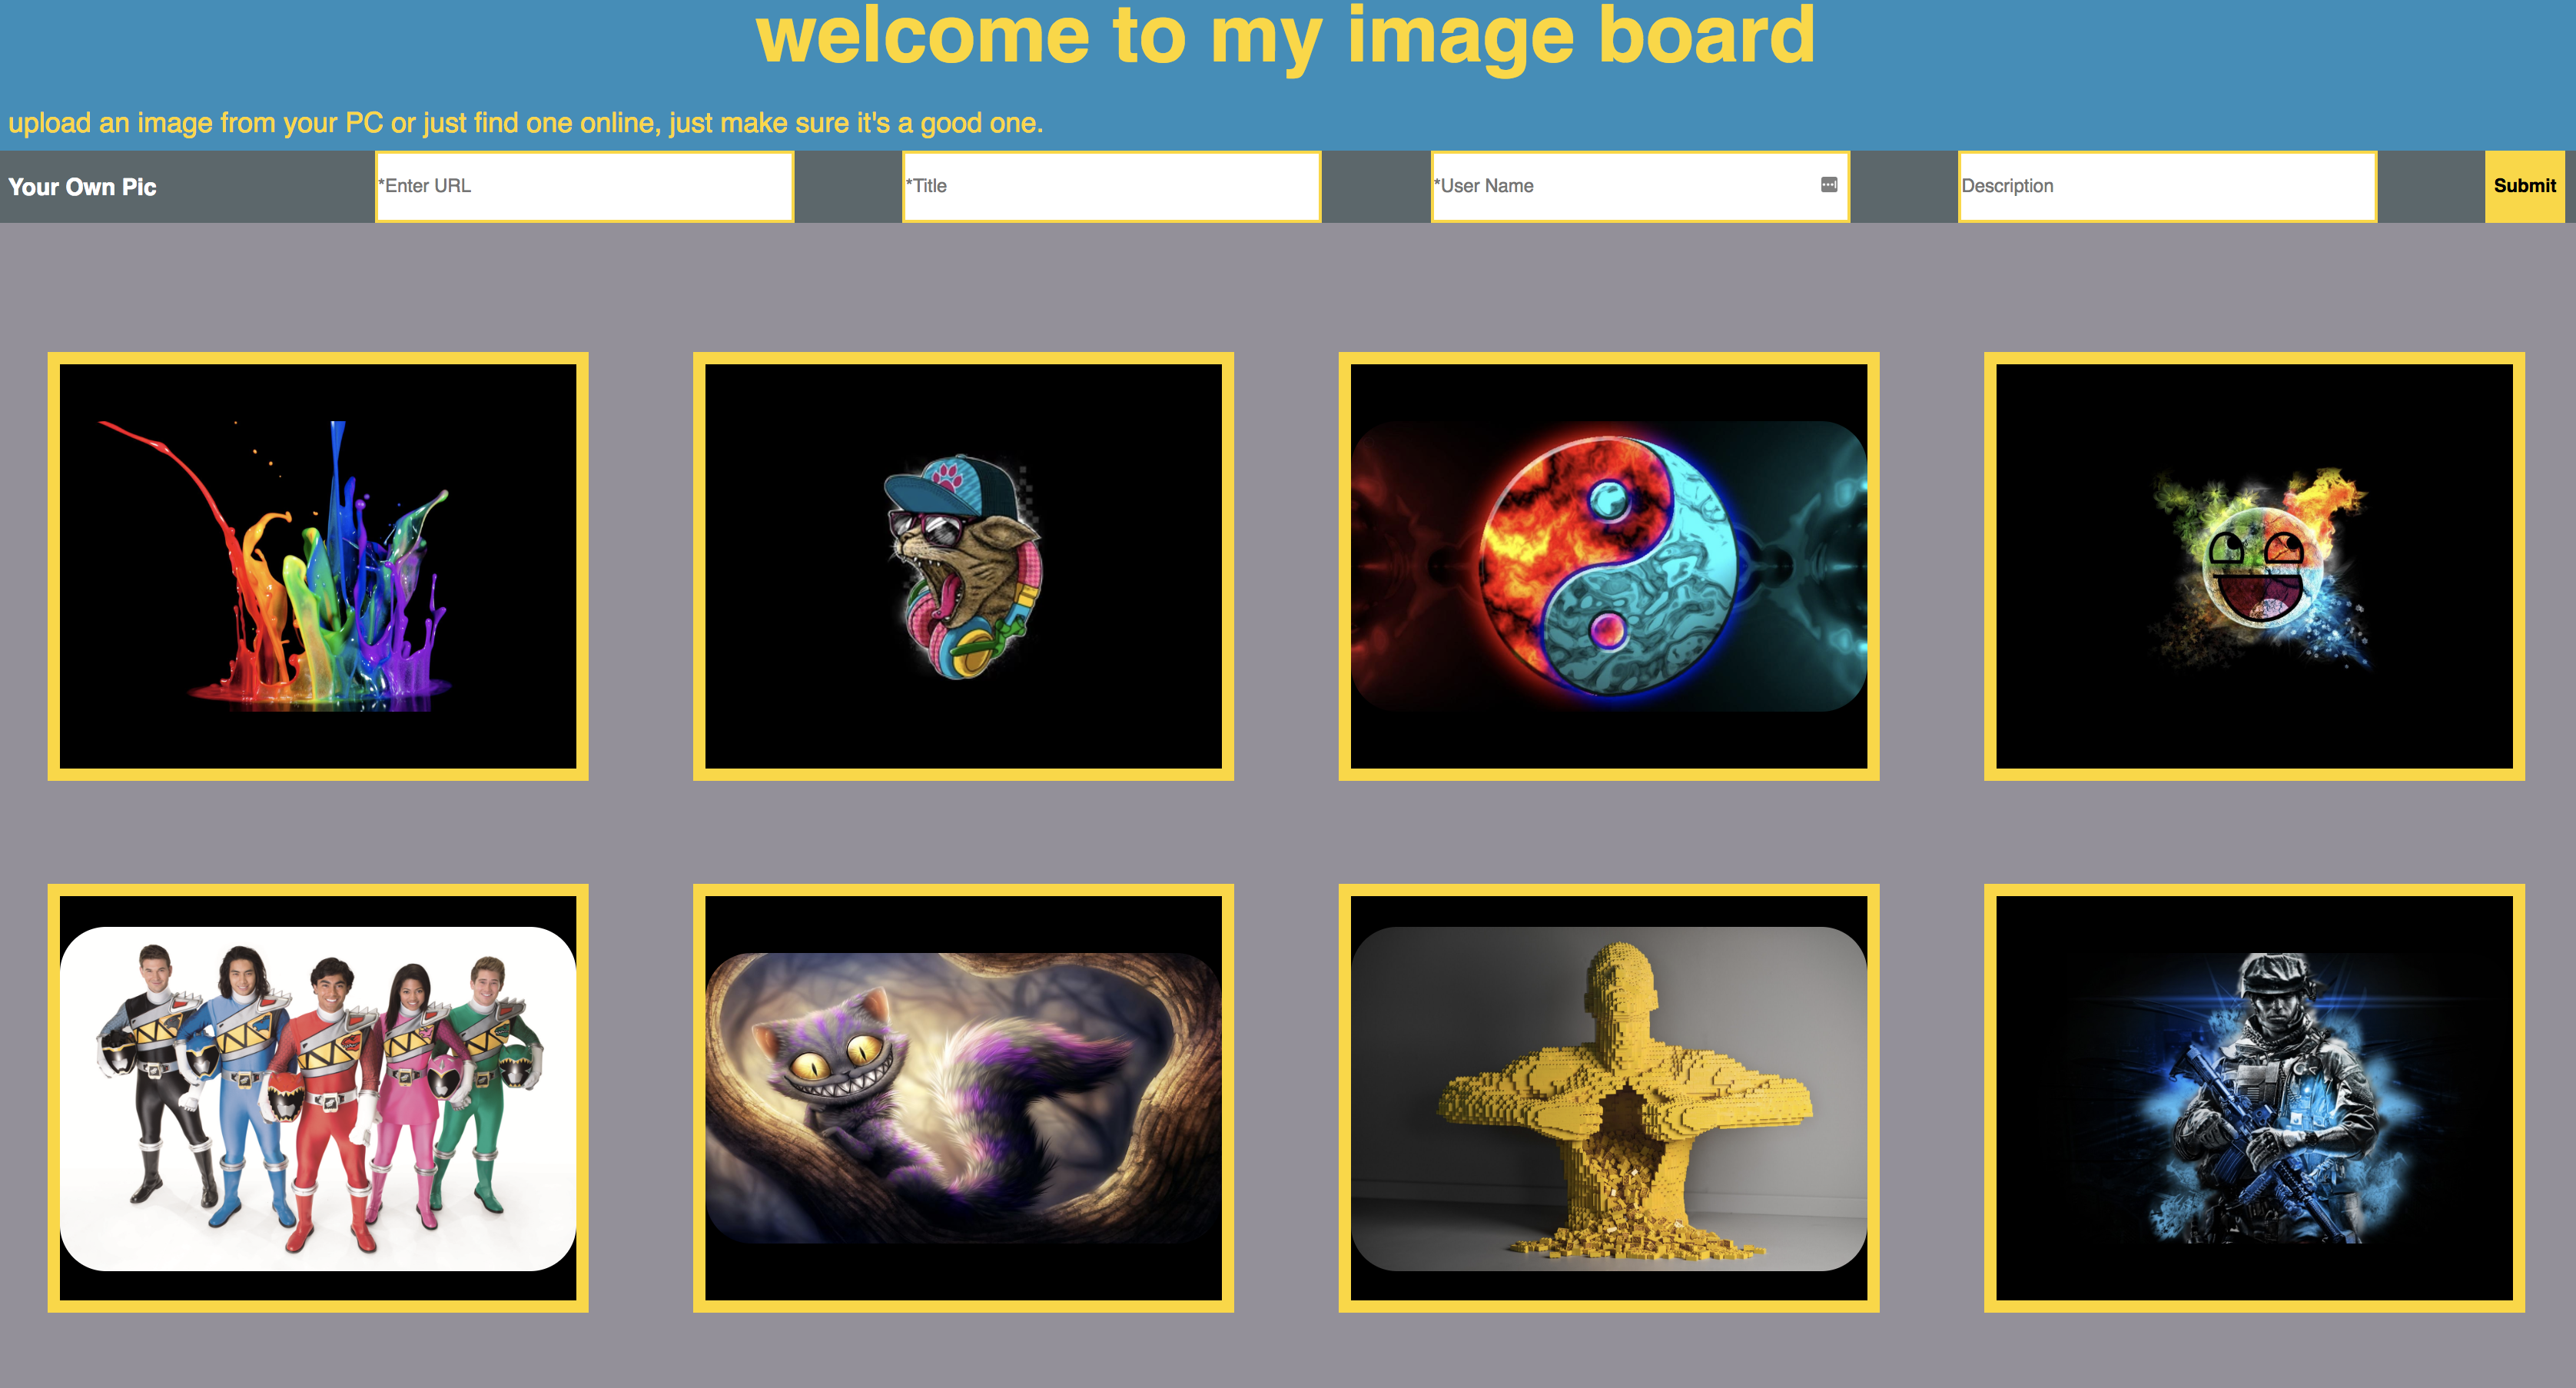 welcome to my image board
upload an image from your PC or just find one online, just make sure it's a good one.
Your Own Pic *Enter URL *Title *User Name Description Submit